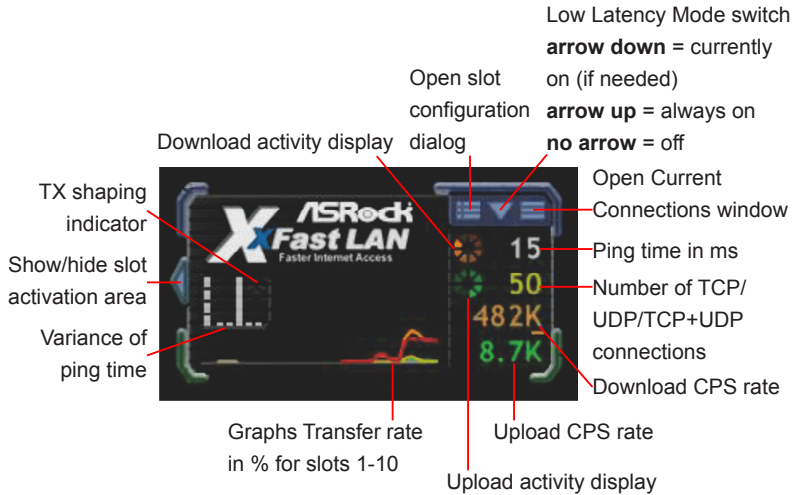 Low Latency Mode switch
arrow down = currently
on (if needed)
arrow up = always on
no arrow = off
Open slot
configuration
dialog
Download activity display
TX shaping
indicator
Show/hide slot
activation area
Variance of
ping time
ASRock
XFast LAN
Faster Internet Access
15
50
482K
8.7K
Open Current
Connections window
Ping time in ms
Number of TCP/
UDP/TCP+UDP
connections
Download CPS rate
Graphs Transfer rate
in % for slots 1-10
Upload CPS rate
Upload activity display